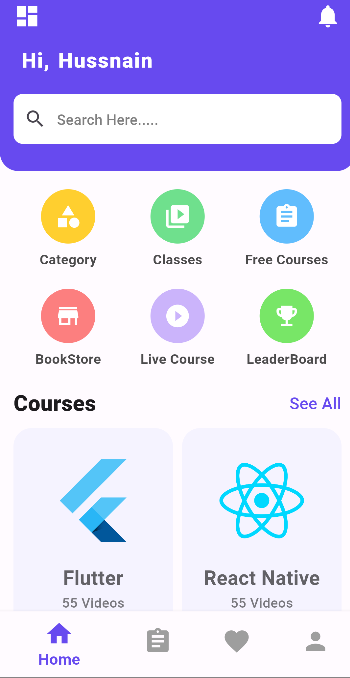 Hi, Hussnain
Search Here.....
Category
Classes
Free Courses
BookStore
Live Course
LeaderBoard
Courses
See All
Flutter
React Native
55 Videos
55 Videos
Home